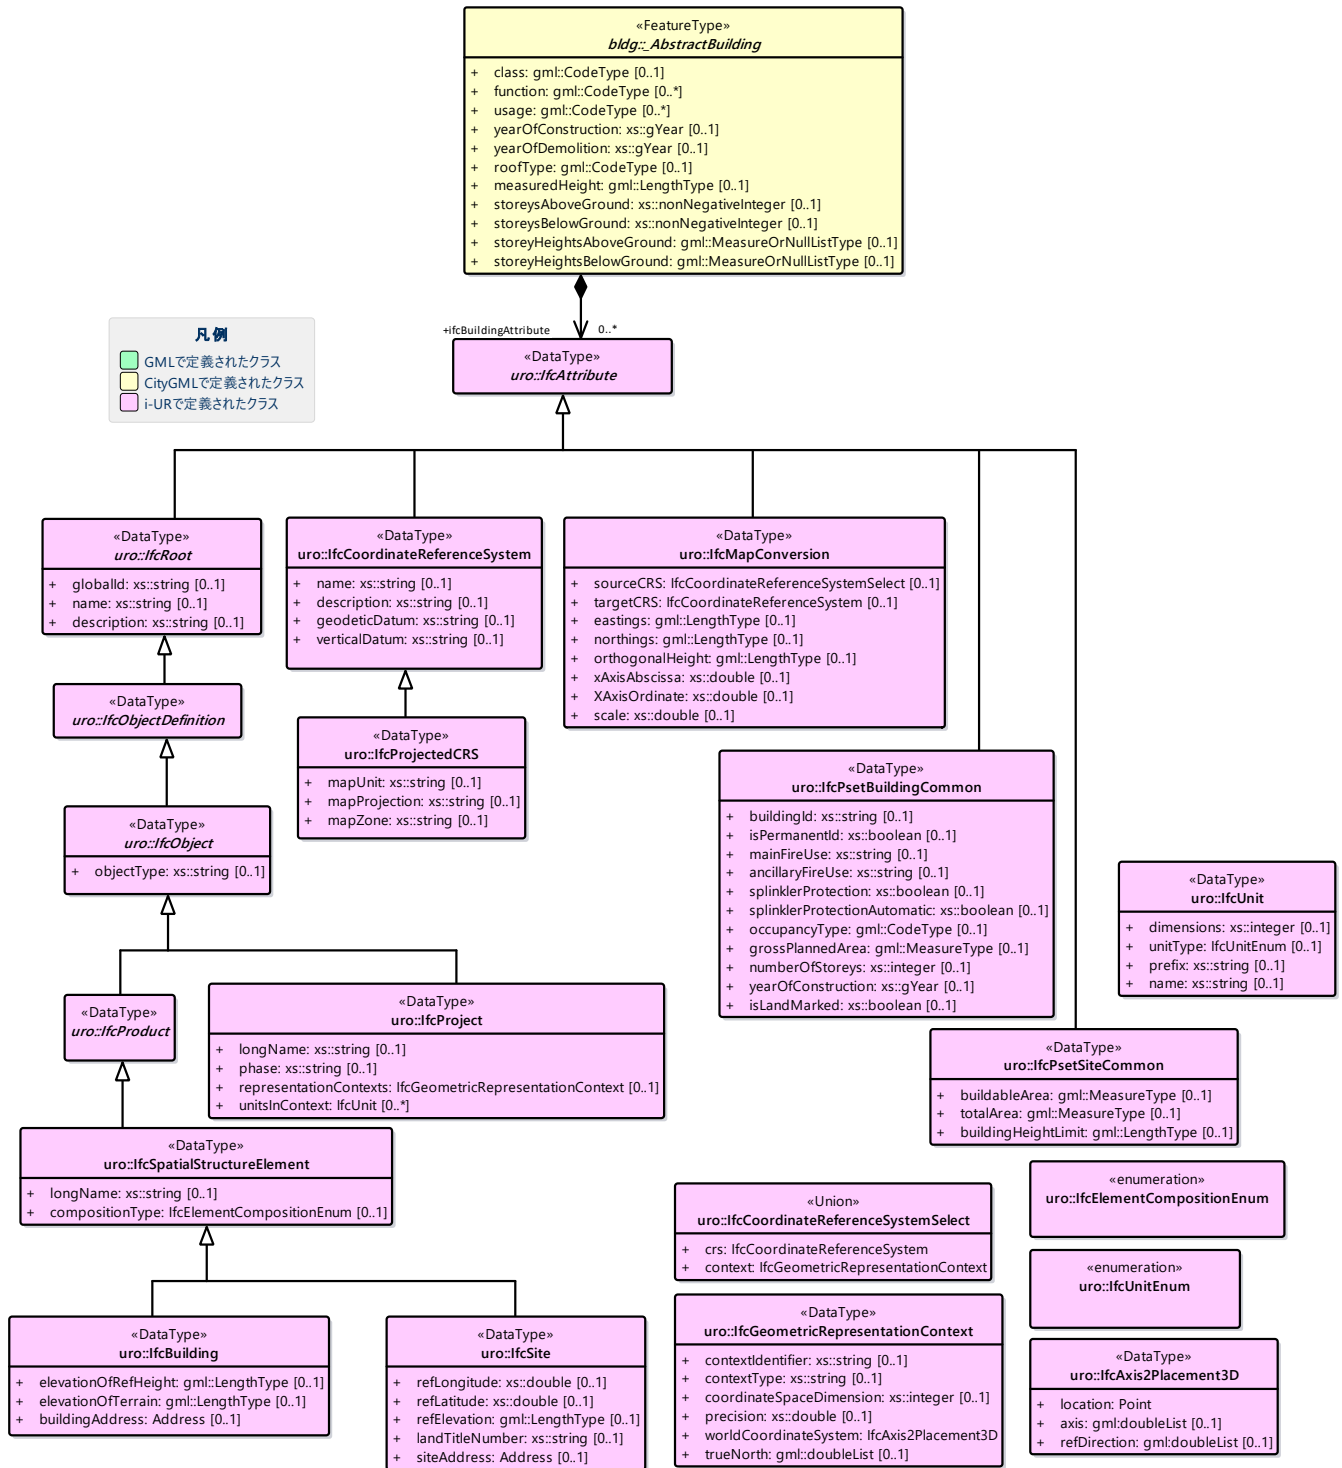 «FeatureType»
bldg::_AbstractBuilding
+ class: gml::CodeType [0..1]
+ function: gml::CodeType [0..*]
+ usage: gml::CodeType [0..*]
+ yearOfConstruction: xs::gYear [0..1]
+ yearOfDemolition: xs::gYear [0..1]
+ roofType: gml::CodeType [0..1]
+ measuredHeight: gml::LengthType [0..1]
+ storeysAboveGround: xs::nonNegativeInteger [0..1]
+ storeysBelowGround: xs::nonNegativeInteger [0..1]
+ storeyHeightsAboveGround: gml::MeasureOrNullListType [0..1]
+ storeyHeightsBelowGround: gml::MeasureOrNullListType [0..1]
+ifcBuildingAttribute 0..*
«DataType»
uro::IfcAttribute
凡例
GMLで定義されたクラス
CityGMLで定義されたクラス
i-URで定義されたクラス
«DataType»
uro::IfcRoot
+ globalId: xs::string [0..1]
+ name: xs::string [0..1]
+ description: xs::string [0..1]
«DataType»
uro::IfcCoordinateReferenceSystem
+ name: xs::string [0..1]
+ description: xs::string [0..1]
+ geodeticDatum: xs::string [0..1]
+ verticalDatum: xs::string [0..1]
«DataType»
uro::IfcMapConversion
+ sourceCRS: IfcCoordinateReferenceSystemSelect [0..1]
+ targetCRS: IfcCoordinateReferenceSystem [0..1]
+ eastings: gml::LengthType [0..1]
+ northings: gml::LengthType [0..1]
+ orthogonalHeight: gml::LengthType [0..1]
+ xAxisAbscissa: xs::double [0..1]
+ XAxisOrdinate: xs::double [0..1]
+ scale: xs::double [0..1]
«DataType»
uro::IfcObjectDefinition
«DataType»
uro::IfcProjectedCRS
+ mapUnit: xs::string [0..1]
+ mapProjection: xs::string [0..1]
+ mapZone: xs::string [0..1]
«DataType»
uro::IfcPsetBuildingCommon
+ buildingId: xs::string [0..1]
+ isPermanentId: xs::boolean [0..1]
+ mainFireUse: xs::string [0..1]
+ ancillaryFireUse: xs::string [0..1]
+ splinklerProtection: xs::boolean [0..1]
+ splinklerProtectionAutomatic: xs::boolean [0..1]
+ occupancyType: gml::CodeType [0..1]
+ grossPlannedArea: gml::MeasureType [0..1]
+ numberOfStoreys: xs::integer [0..1]
+ yearOfConstruction: xs::gYear [0..1]
+ isLandMarked: xs::boolean [0..1]
«DataType»
uro::IfcObject
+ objectType: xs::string [0..1]
«DataType»
uro::IfcUnit
+ dimensions: xs::integer [0..1]
+ unitType: IfcUnitEnum [0..1]
+ prefix: xs::string [0..1]
+ name: xs::string [0..1]
«DataType»
uro::IfcProduct
«DataType»
uro::IfcProject
+ longName: xs::string [0..1]
+ phase: xs::string [0..1]
+ representationContexts: IfcGeometricRepresentationContext [0..1]
+ unitsInContext: IfcUnit [0..*]
«DataType»
uro::IfcPsetSiteCommon
+ buildableArea: gml::MeasureType [0..1]
+ totalArea: gml::MeasureType [0..1]
+ buildingHeightLimit: gml::LengthType [0..1]
«DataType»
uro::IfcSpatialStructureElement
+ longName: xs::string [0..1]
+ compositionType: IfcElementCompositionEnum [0..1]
«Union»
uro::IfcCoordinateReferenceSystemSelect
+ crs: IfcCoordinateReferenceSystem
+ context: IfcGeometricRepresentationContext
«enumeration»
uro::IfcElementCompositionEnum
«enumeration»
uro::IfcUnitEnum
«DataType»
uro::IfcBuilding
+ elevationOfRefHeight: gml::LengthType [0..1]
+ elevationOfTerrain: gml::LengthType [0..1]
+ buildingAddress: Address [0..1]
«DataType»
uro::IfcSite
+ refLongitude: xs::double [0..1]
+ refLatitude: xs::double [0..1]
+ refElevation: gml::LengthType [0..1]
+ landTitleNumber: xs::string [0..1]
+ siteAddress: Address [0..1]
«DataType»
uro::IfcGeometricRepresentationContext
+ contextIdentifier: xs::string [0..1]
+ contextType: xs::string [0..1]
+ coordinateSpaceDimension: xs::integer [0..1]
+ precision: xs::double [0..1]
+ worldCoordinateSystem: IfcAxis2Placement3D
+ trueNorth: gml::doubleList [0..1]
«DataType»
uro::IfcAxis2Placement3D
+ location: Point
+ axis: gml:doubleList [0..1]
+ refDirection: gml:doubleList [0..1]